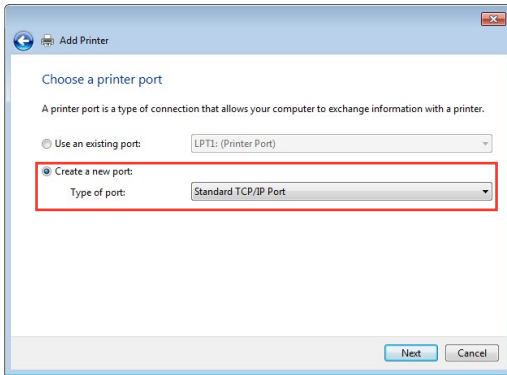 Add Printer
Choose a printer port
A printer port is a type of connection that allows your computer to exchange information with a printer.
Use an existing port: LPT1: (Printer Port)
Create a new port:
Type of port: Standard TCP/IP Port
Next Cancel